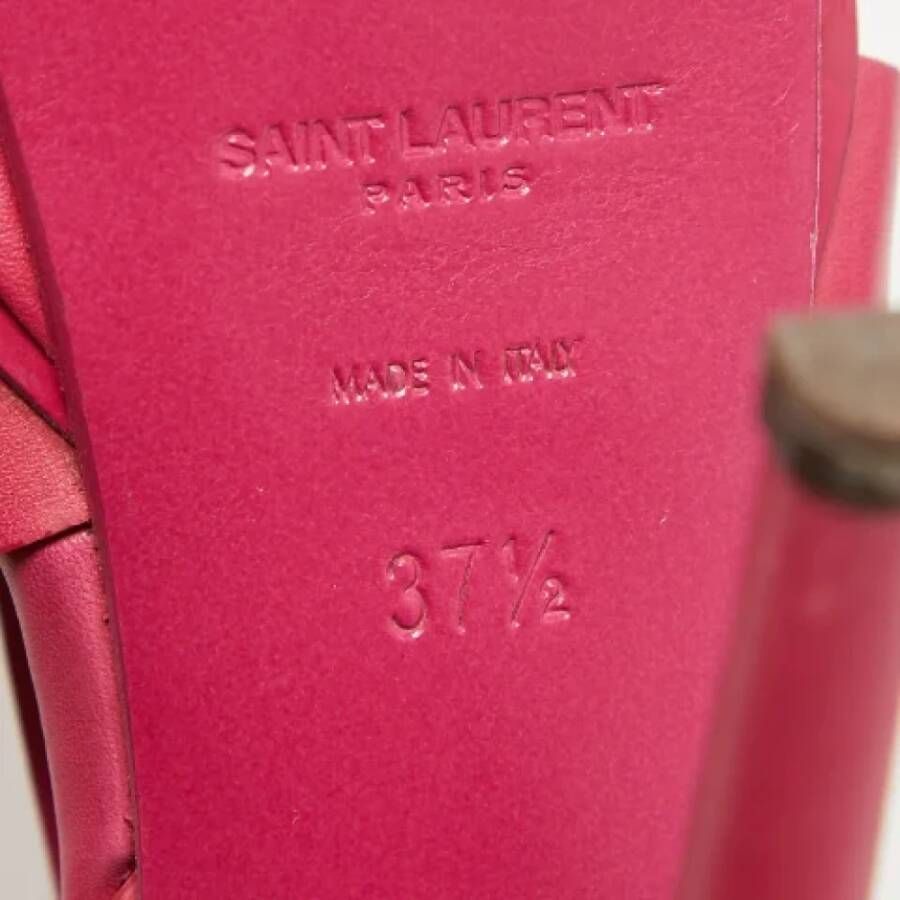 SAINT LAURENT
PARIS
MADE IN ITALY
37½